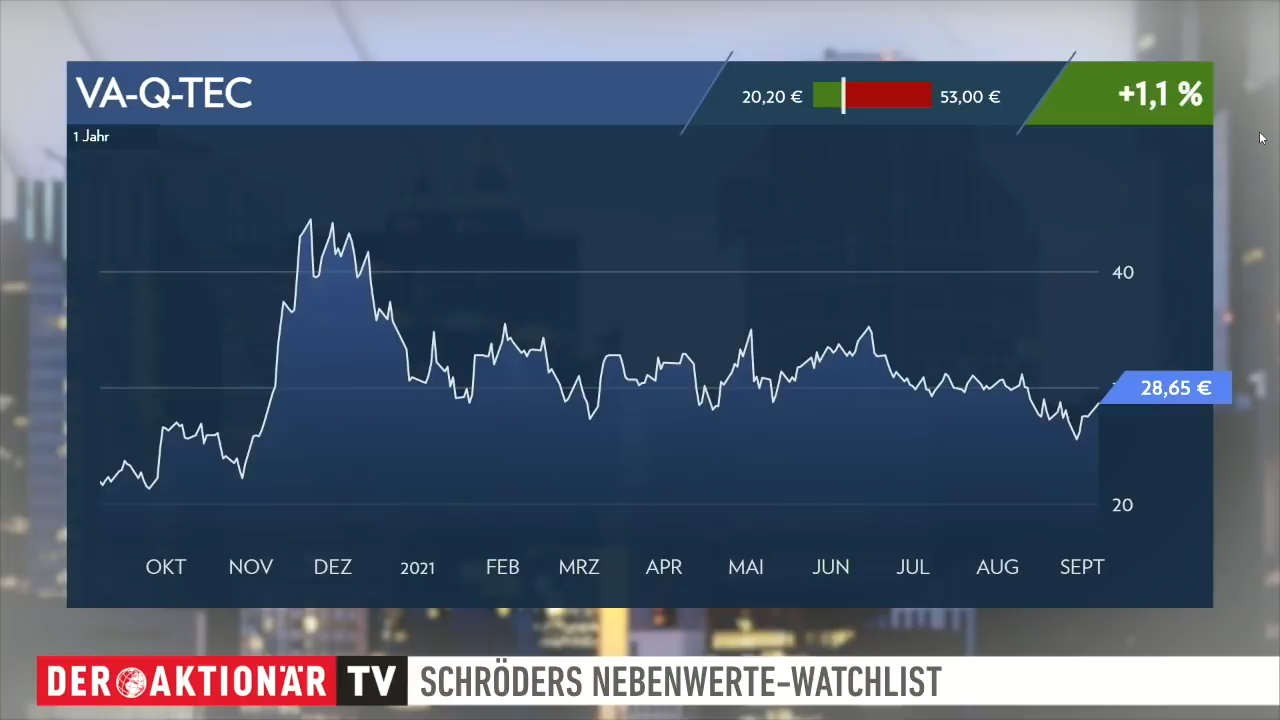 VA-Q-TEC
20,20 € 53,00 €
+1,1 %
1 Jahr
40
28,65 €
20
OKT NOV DEZ 2021 FEB MRZ APR MAI JUN JUL AUG SEPT
DER AKTIONÄR TV SCHRÖDERS NEBENWERTE-WATCHLIST